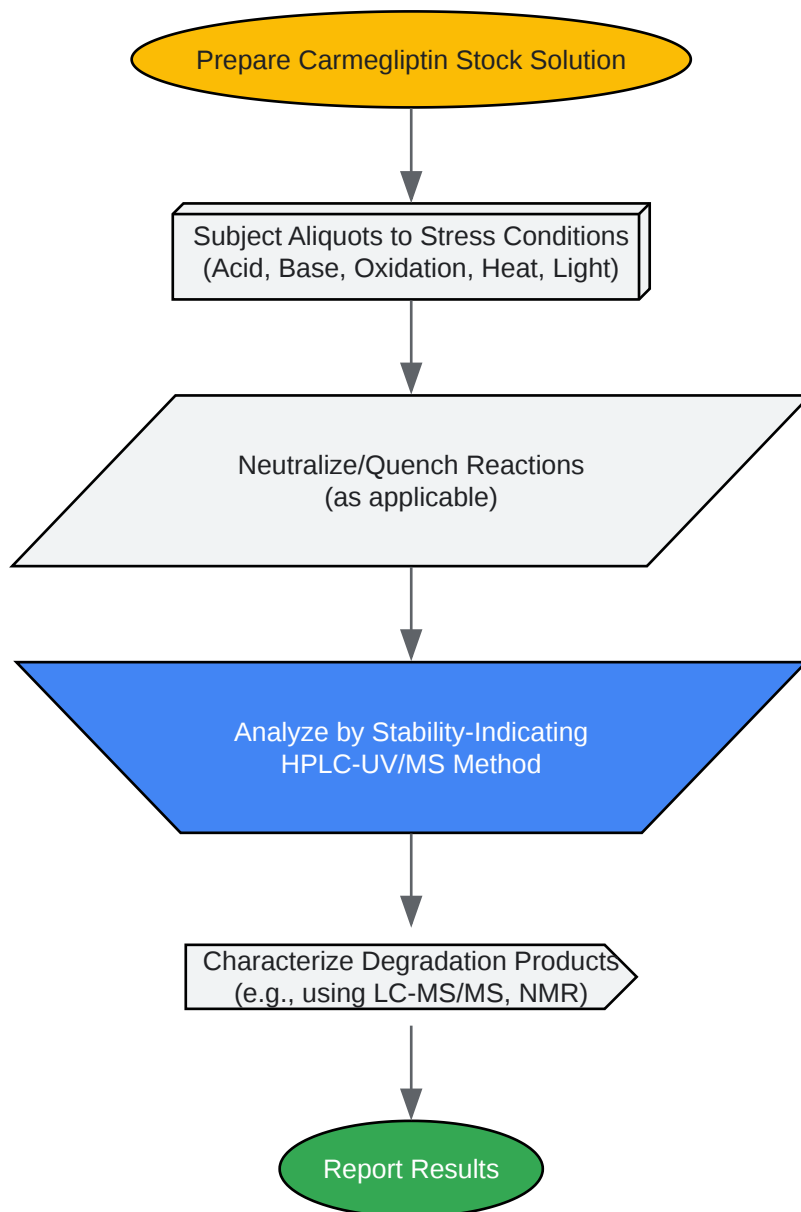 Prepare Carmegliptin Stock Solution
Subject Aliquots to Stress Conditions
(Acid, Base, Oxidation, Heat, Light)
Neutralize/Quench Reactions
(as applicable)
Analyze by Stability-Indicating
HPLC-UV/MS Method
Characterize Degradation Products
(e.g., using LC-MS/MS, NMR)
Report Results